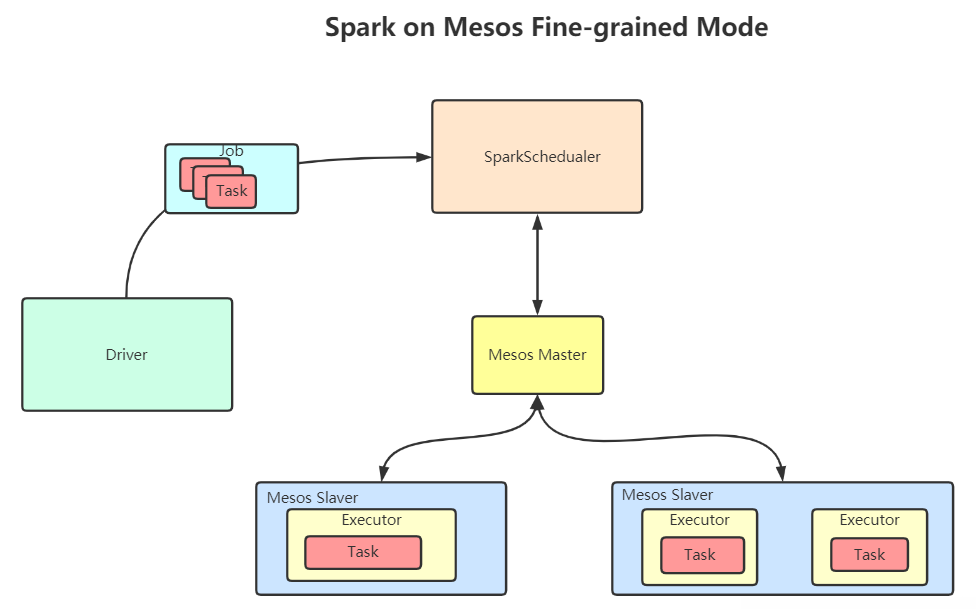 Spark on Mesos Fine-grained Mode
Job
Task
SparkSchedualer
Driver
Mesos Master
Mesos Slaver
Executor
Task
Mesos Slaver
Executor
Task
Executor
Task